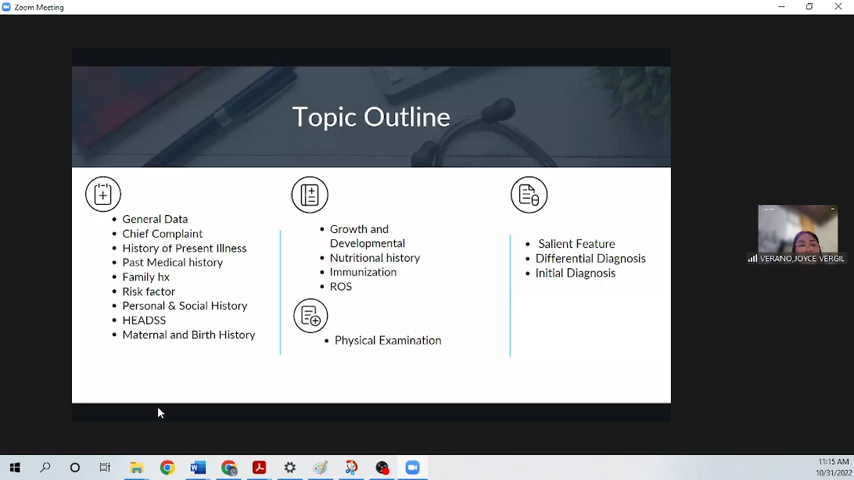 Zoom Meeting
Topic Outline
General Data
Chief Complaint
History of Present Illness
Past Medical history
Family hx
Risk factor
Personal & Social History
HEADSS
Maternal and Birth History
Growth and
Developmental
Nutritional history
Immunization
ROS
Physical Examination
Salient Feature
Differential Diagnosis
Initial Diagnosis
VERANO,JOYCE VERGIL
11:15 AM
10/31/2022